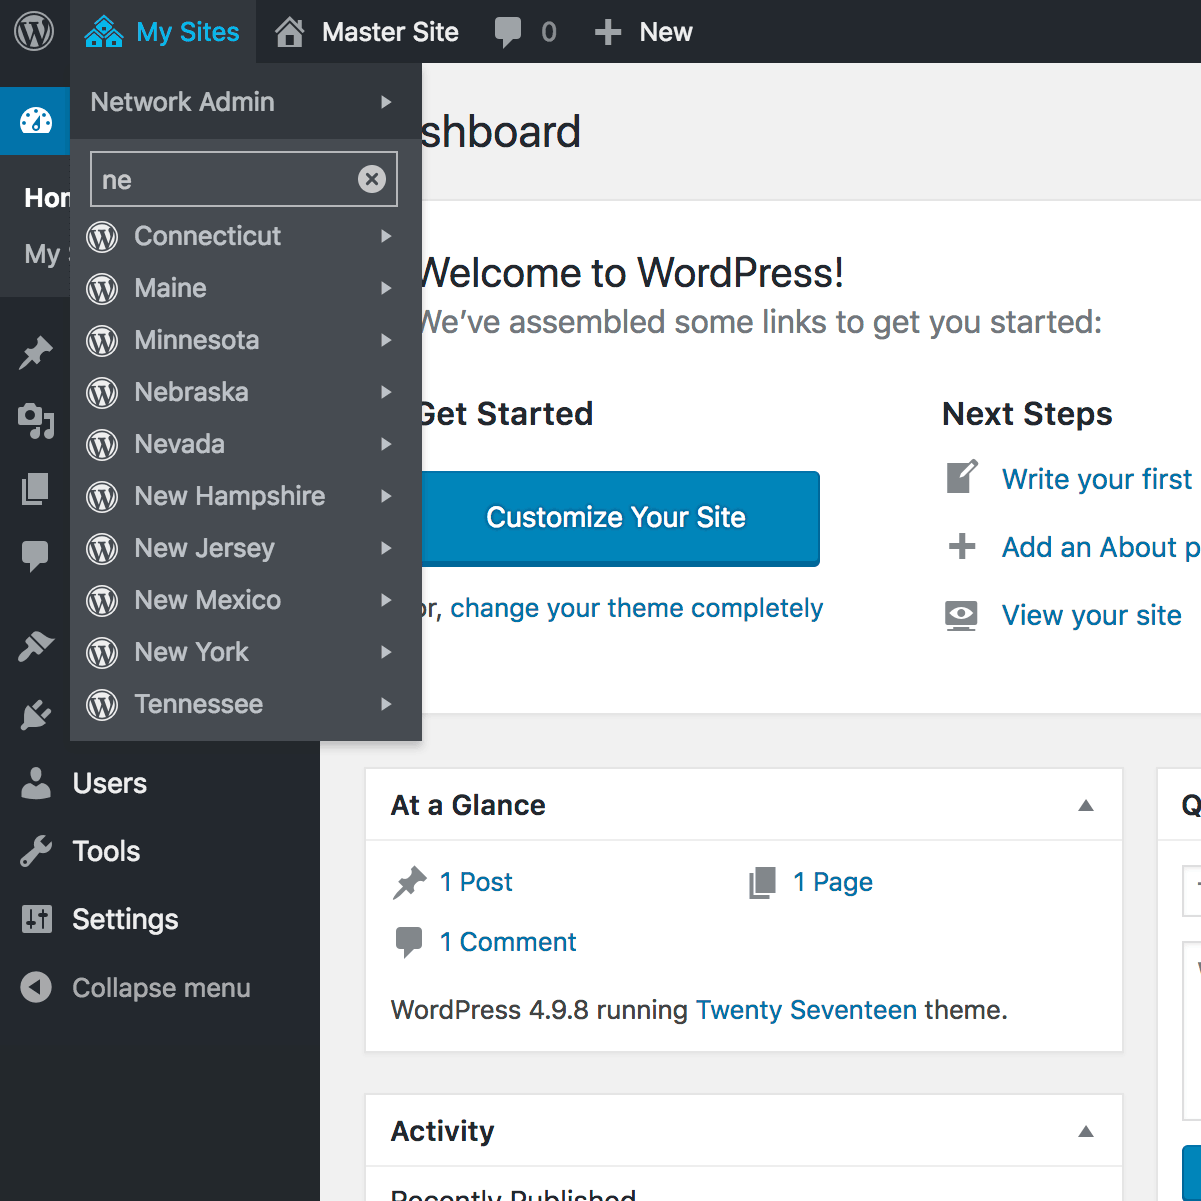 My Sites
Master Site
0
New
Network Admin
ne
Connecticut
Maine
Minnesota
Nebraska
Nevada
New Hampshire
New Jersey
New Mexico
New York
Tennessee
My
Users
Tools
Settings
Collapse menu
shboard
Welcome to WordPress!
We’ve assembled some links to get you started:
Get Started
Customize Your Site
or, change your theme completely
Next Steps
Write your first
Add an About p
View your site
At a Glance
1 Post
1 Page
1 Comment
WordPress 4.9.8 running Twenty Seventeen theme.
Activity
Recently Published